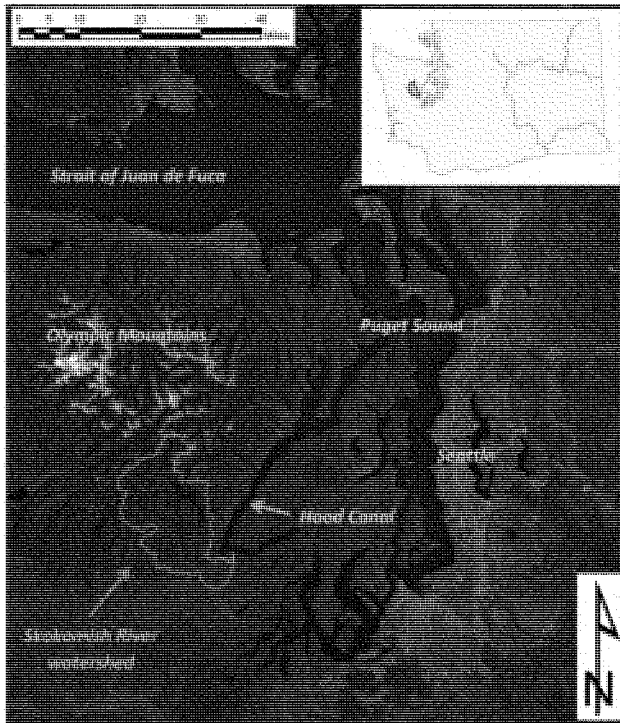 Strait of Juan de Fuca
Olympic Mountains
Puget Sound
Seattle
Hood Canal
Skokomish River
watershed
N